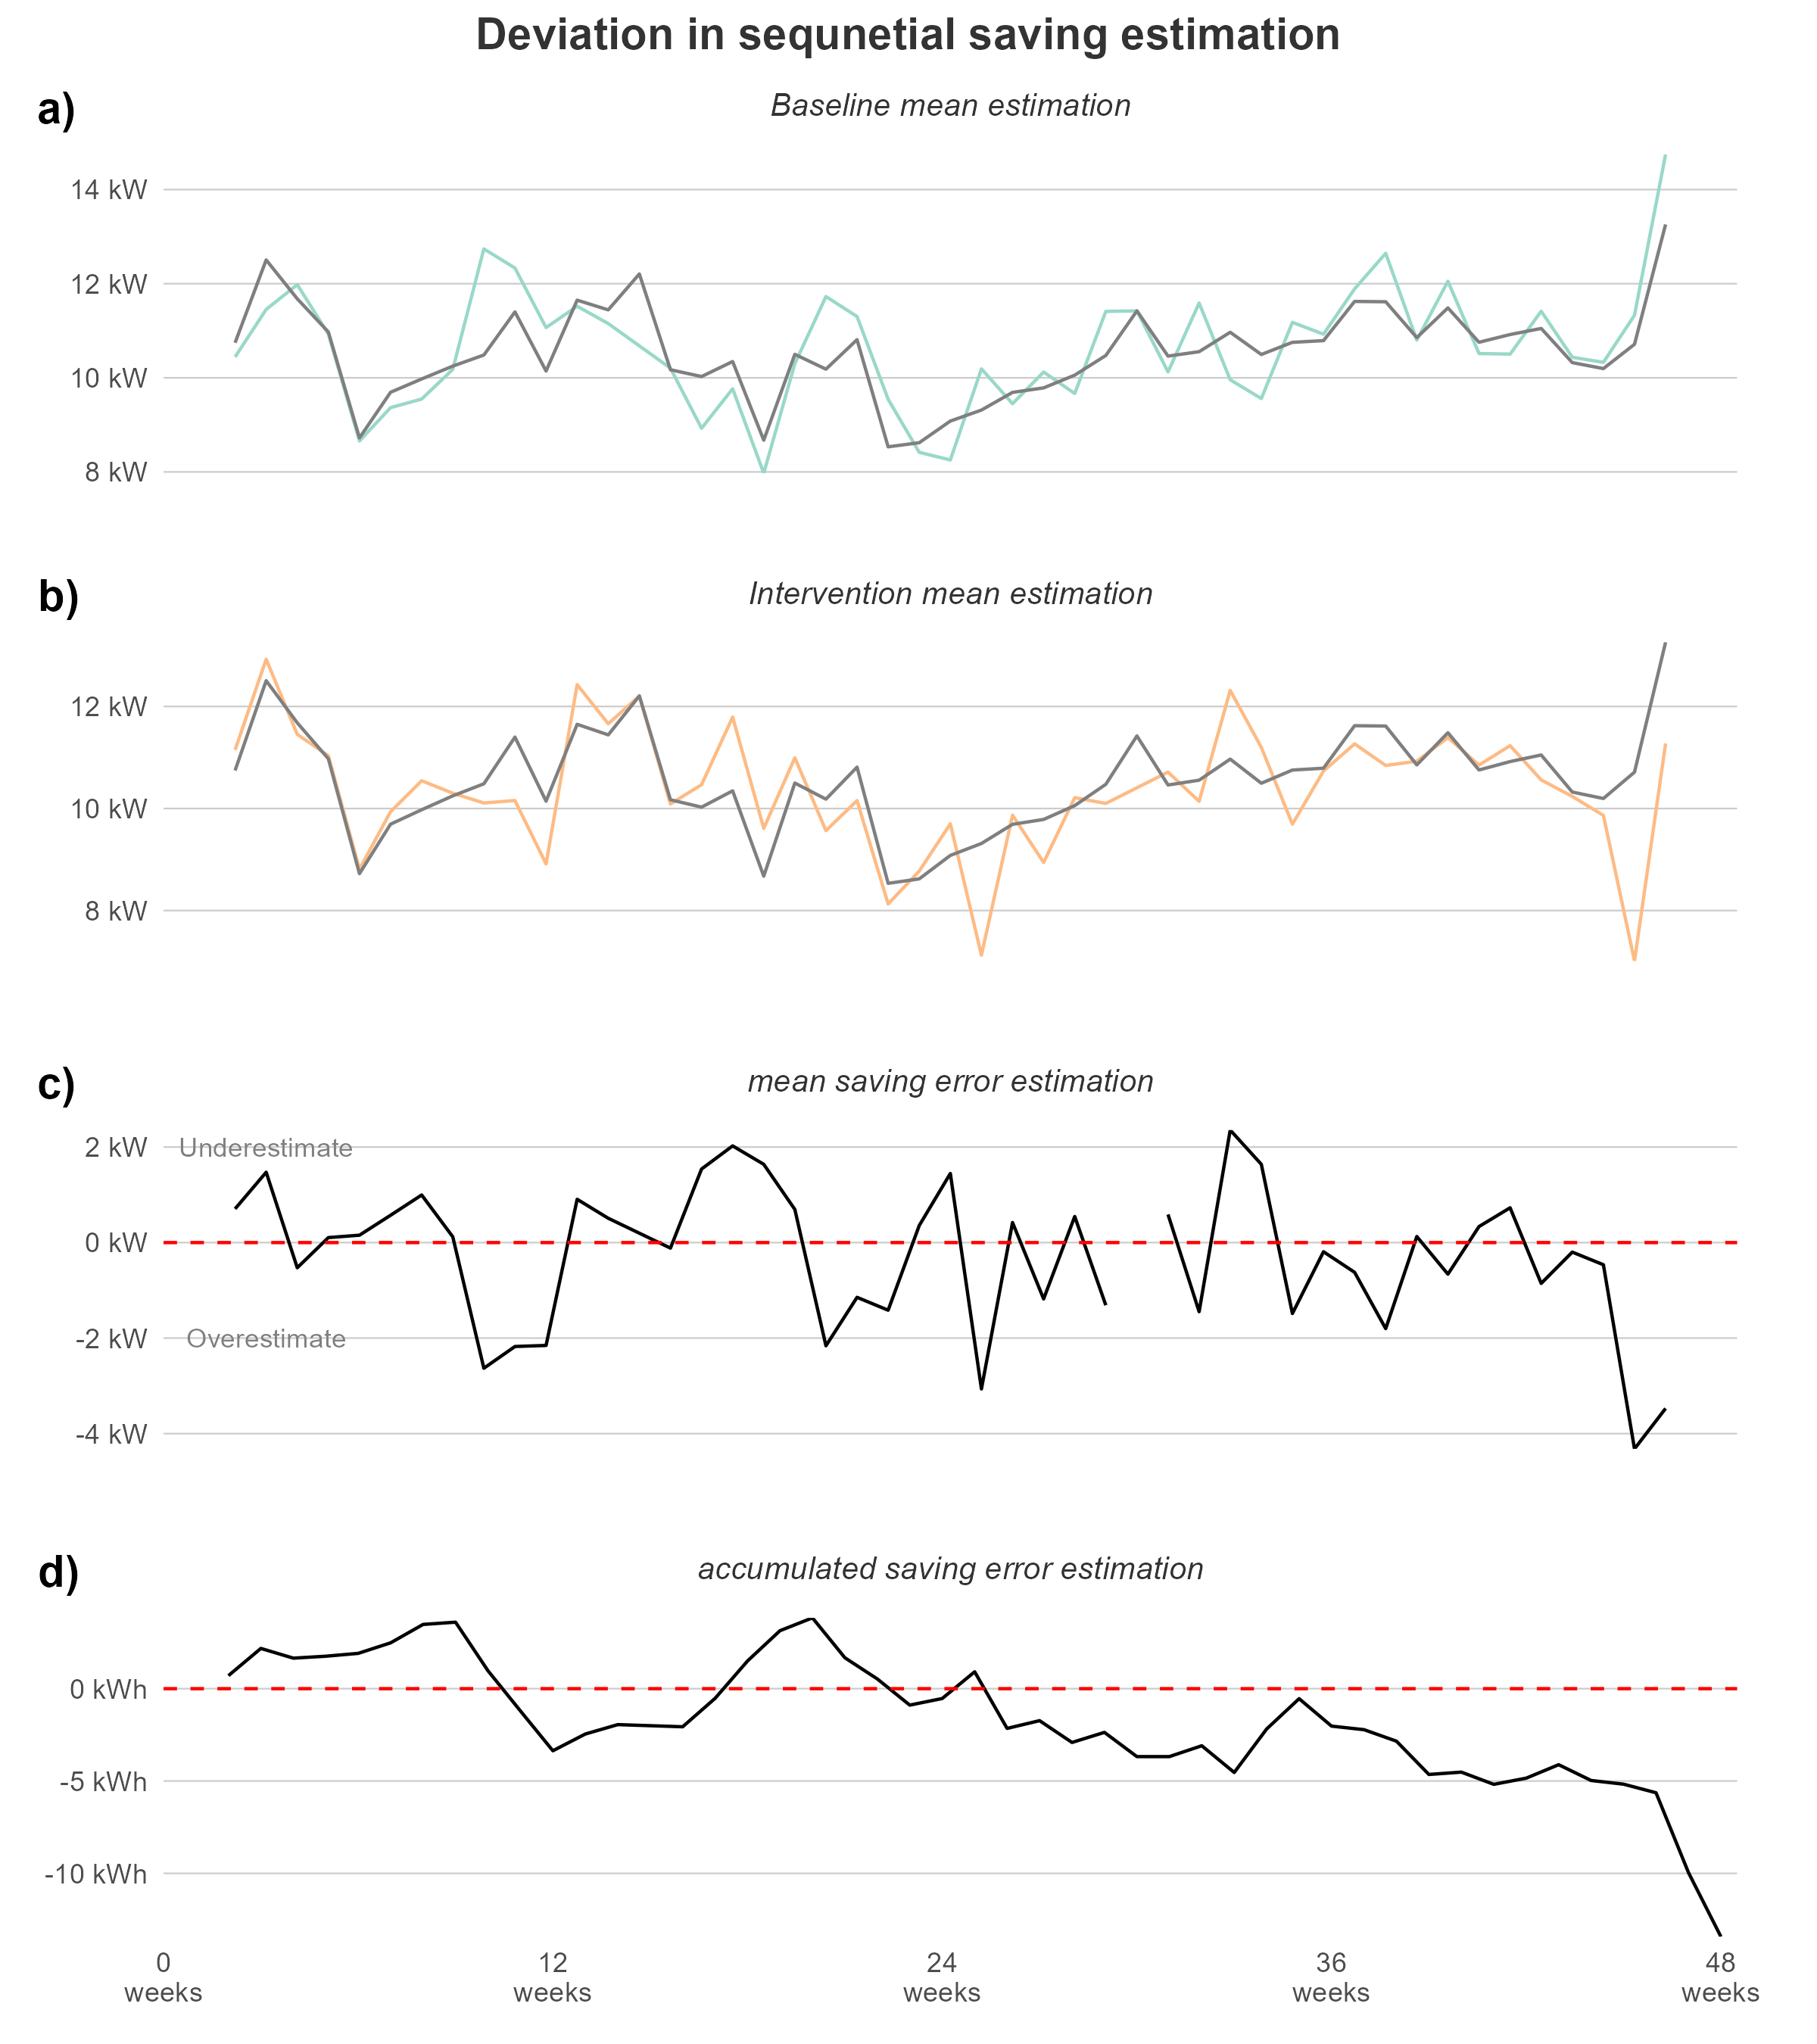 Deviation in sequnetial saving estimation
a)
Baseline mean estimation
14 kW
12 kW
10 kW
8 kW
b)
Intervention mean estimation
12 kW
10 kW
8 kW
c)
mean saving error estimation
2 kW
Underestimate
0 kW
-2 kW
Overestimate
-4 kW
d)
accumulated saving error estimation
0 kWh
-5 kWh
-10 kWh
0 12 24 36 48
weeks weeks weeks weeks weeks